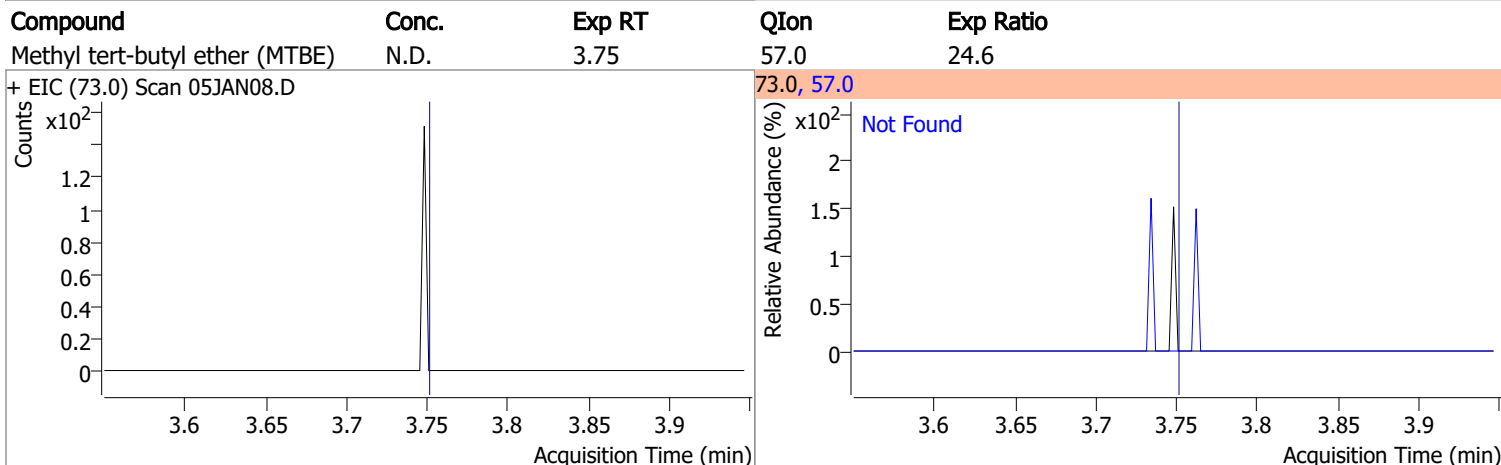 Compound Conc. Exp RT QIon Exp Ratio
Methyl tert-butyl ether (MTBE) N.D. 3.75 57.0 24.6
+ EIC (73.0) Scan 05JAN08.D
Counts
x10²
1.2
1
0.8
0.6
0.4
0.2
0
3.6 3.65 3.7 3.75 3.8 3.85 3.9
Acquisition Time (min)
73.0, 57.0
Relative Abundance (%)
x10²
Not Found
2
1.5
1
0.5
0
3.6 3.65 3.7 3.75 3.8 3.85 3.9
Acquisition Time (min)